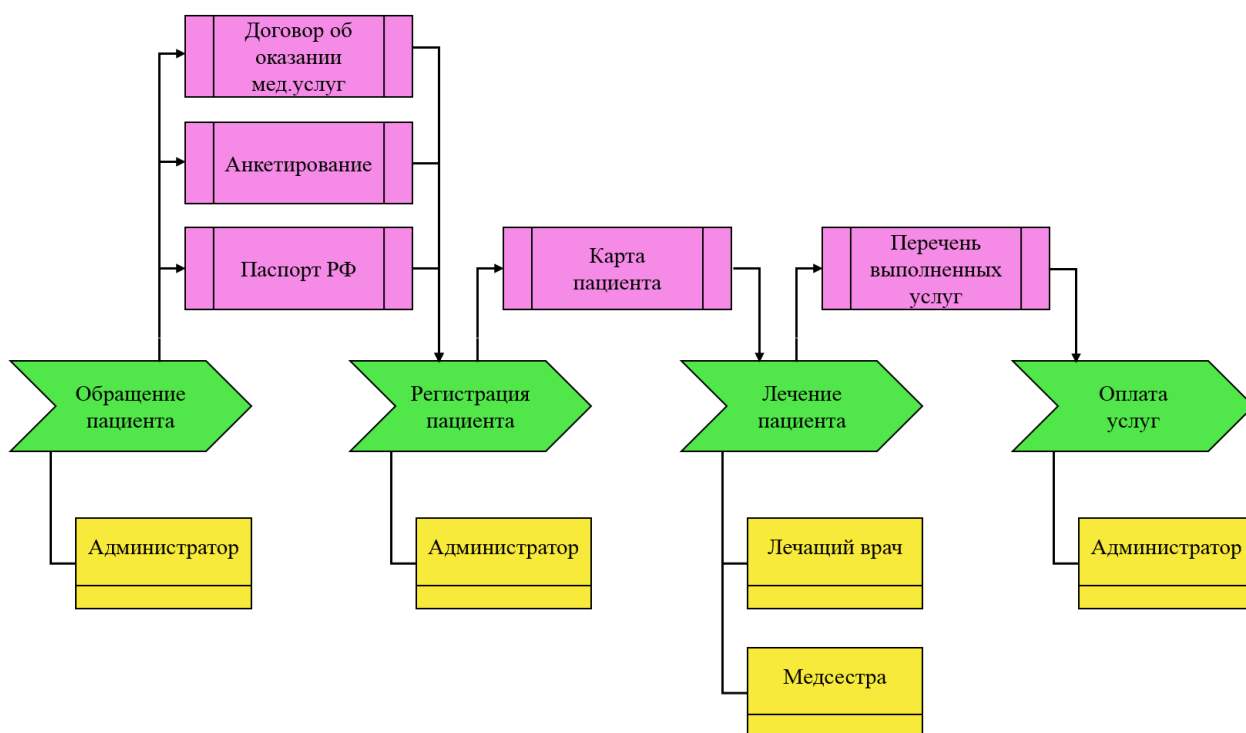 Договор об
оказании
мед.услуг
Анкетирование
Паспорт РФ
Карта
пациента
Перечень
выполненных
услуг
Обращение
пациента
Регистрация
пациента
Лечение
пациента
Оплата
услуг
Администратор
Администратор
Лечащий врач
Администратор
Медсестра